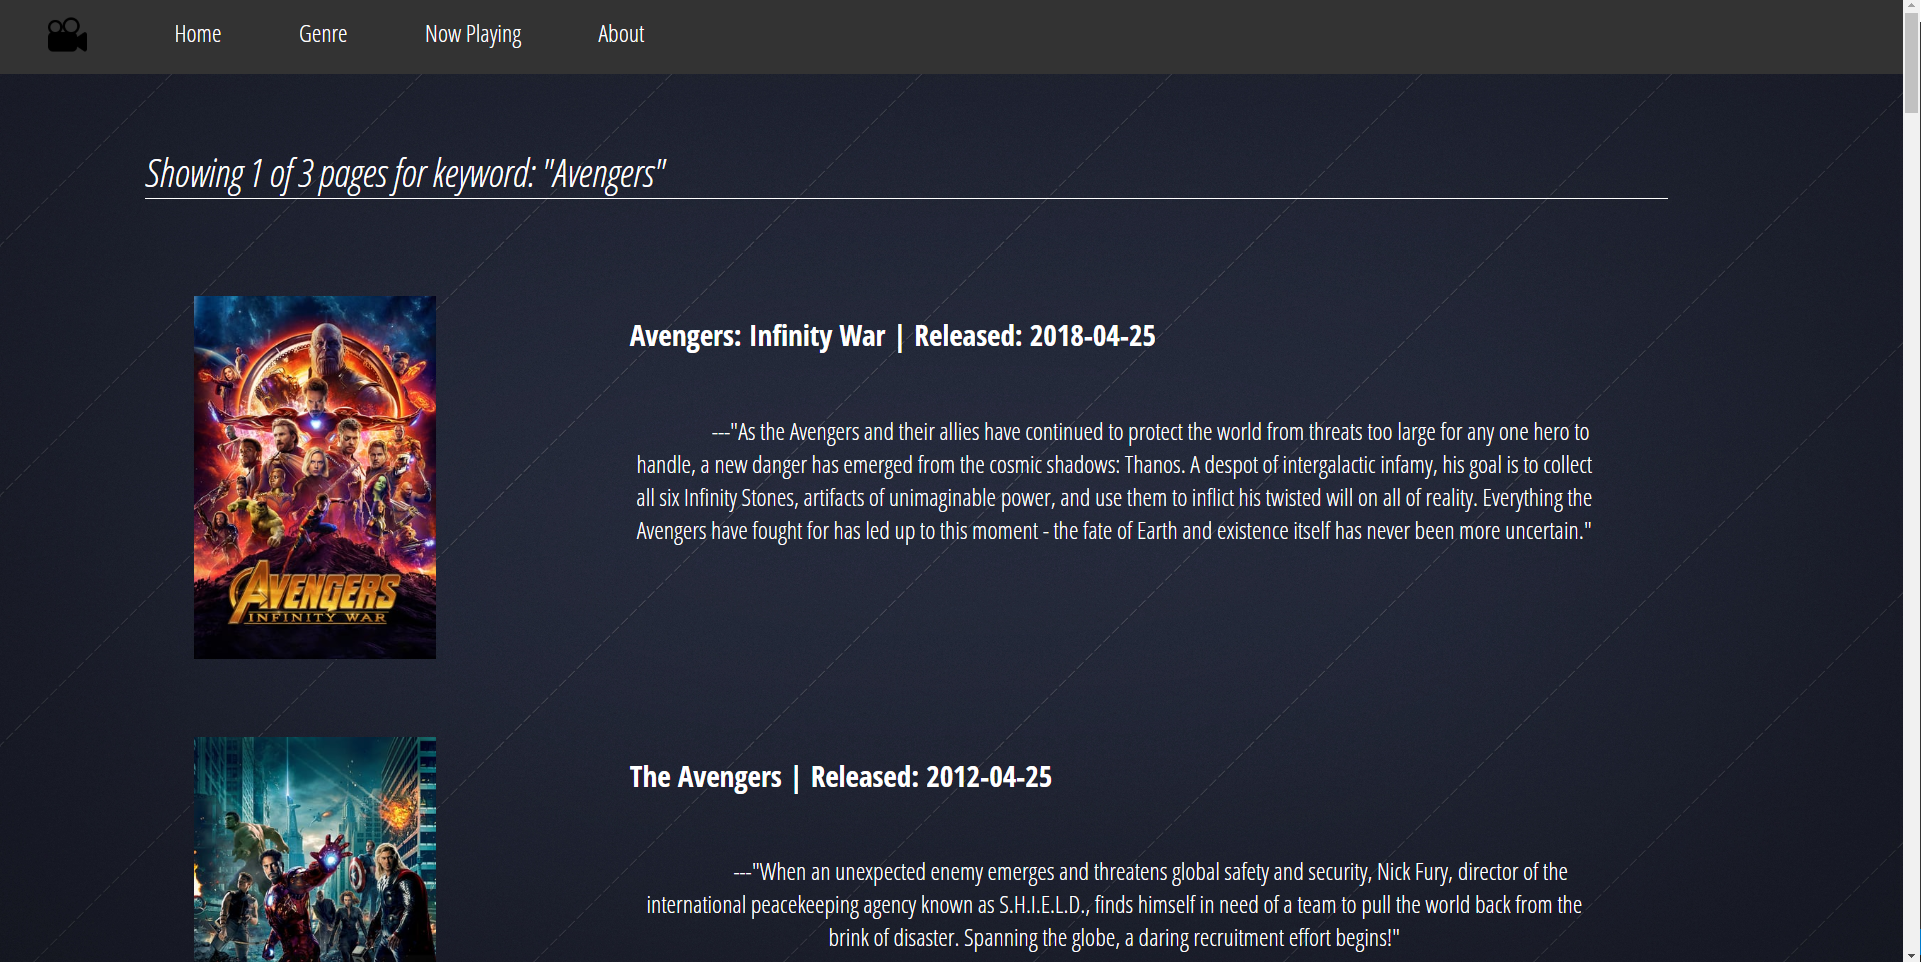 Home Genre Now Playing About
Showing 1 of 3 pages for keyword: "Avengers"
Avengers: Infinity War | Released: 2018-04-25
---"As the Avengers and their allies have continued to protect the world from threats too large for any one hero to
handle, a new danger has emerged from the cosmic shadows: Thanos. A despot of intergalactic infamy, his goal is to collect
all six Infinity Stones, artifacts of unimaginable power, and use them to inflict his twisted will on all of reality. Everything the
Avengers have fought for has led up to this moment - the fate of Earth and existence itself has never been more uncertain."
AVENGERS
INFINITY WAR
The Avengers | Released: 2012-04-25
---"When an unexpected enemy emerges and threatens global safety and security, Nick Fury, director of the
international peacekeeping agency known as S.H.I.E.L.D., finds himself in need of a team to pull the world back from the
brink of disaster. Spanning the globe, a daring recruitment effort begins!"